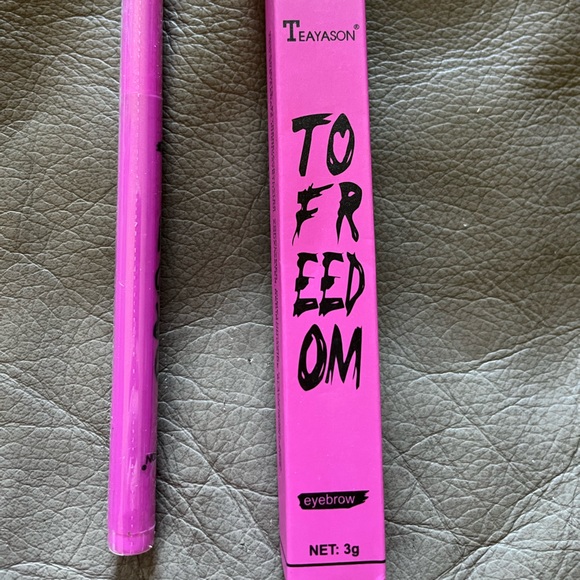 TEAYASON®
TO
FR
EED
OM
eyebrow
NET: 3g